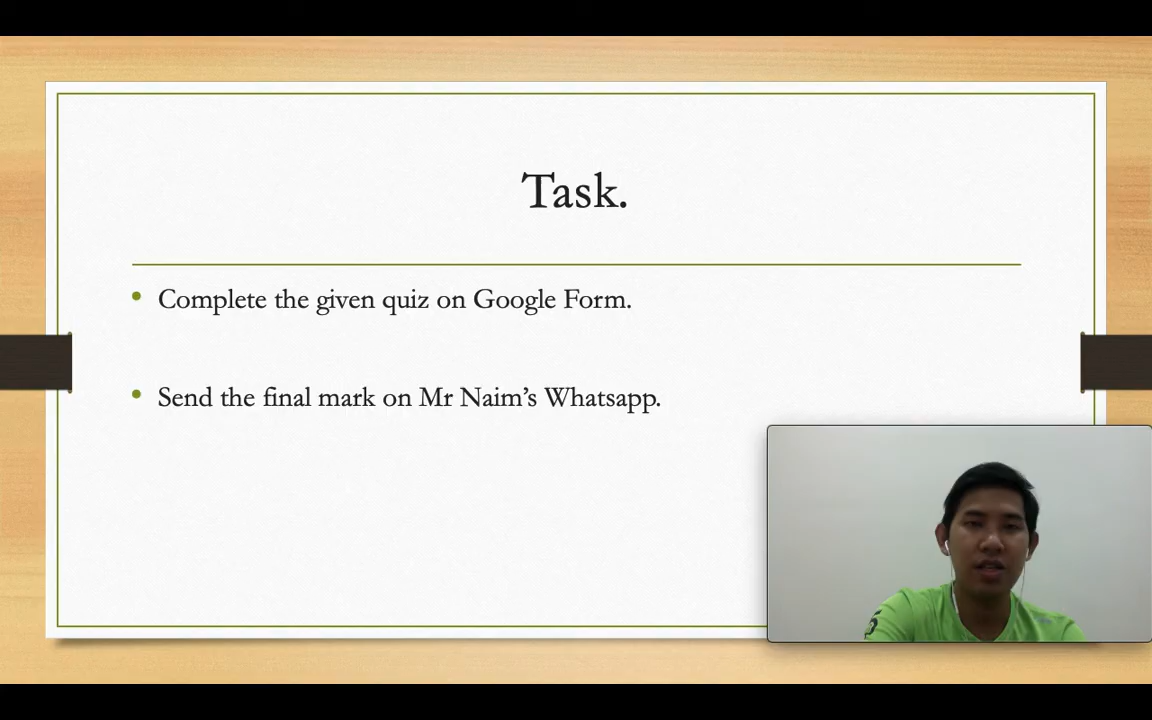 Task.
Complete the given quiz on Google Form.
Send the final mark on Mr Naim’s Whatsapp.